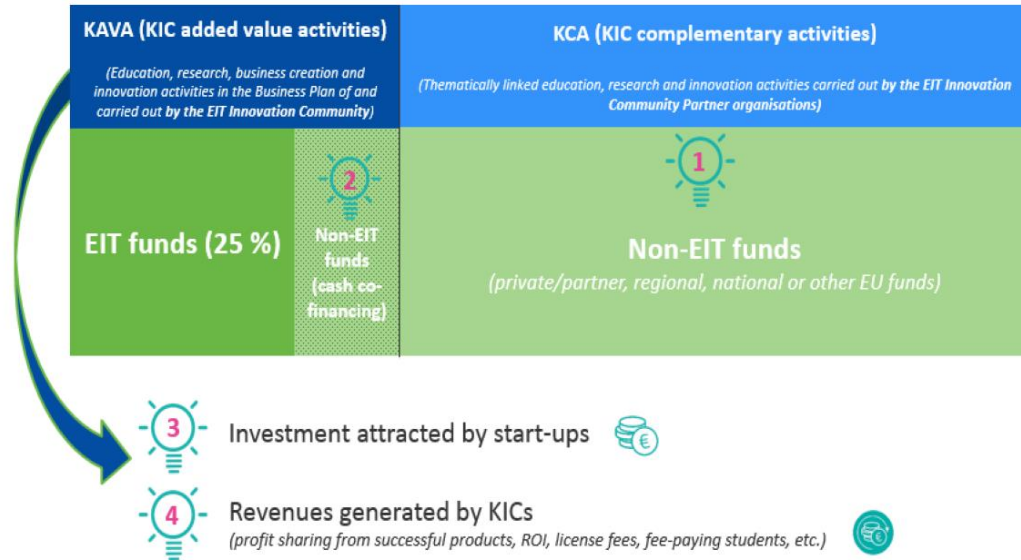 KAVA (KIC added value activities)
(Education, research, business creation and
innovation activities in the Business Plan of and
carried out by the EIT Innovation Community)
KCA (KIC complementary activities)
(Thematically linked education, research and innovation activities carried out by the EIT Innovation
Community Partner organisations)
EIT funds (25 %)
2
Non-EIT
funds
(cash co-
financing)
1
Non-EIT funds
(private/partner, regional, national or other EU funds)
3
Investment attracted by start-ups
€
4
Revenues generated by KICs
(profit sharing from successful products, ROI, license fees, fee-paying students, etc.)
€